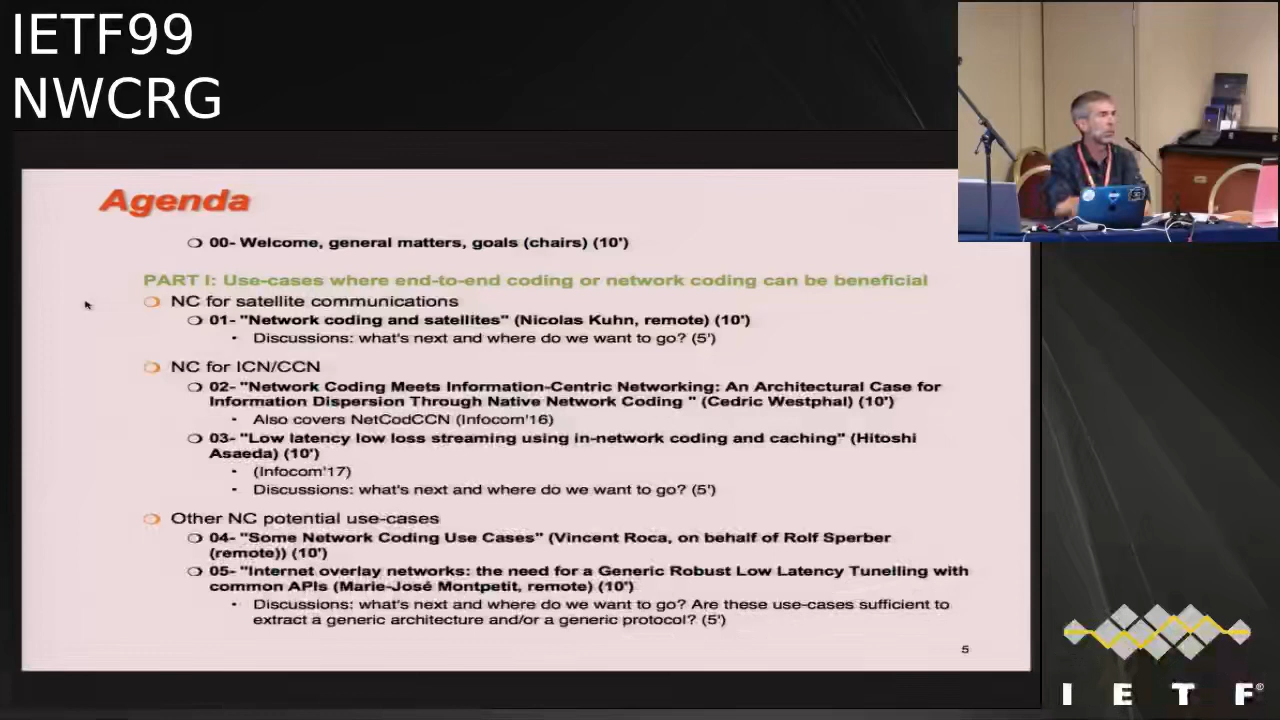 IETF99
NWCRG
Agenda
00- Welcome, general matters, goals (chairs) (10')
PART I: Use-cases where end-to-end coding or network coding can be beneficial
NC for satellite communications
01- "Network coding and satellites" (Nicolas Kuhn, remote) (10')
Discussions: what's next and where do we want to go? (5')
NC for ICN/CCN
02- "Network Coding Meets Information-Centric Networking: An Architectural Case for
Information Dispersion Through Native Network Coding " (Cedric Westphal) (10')
Also covers NetCodCCN (Infocom'16)
03- "Low latency low loss streaming using in-network coding and caching" (Hitoshi
Asaeda) (10')
(Infocom'17)
Discussions: what's next and where do we want to go? (5')
Other NC potential use-cases
04- "Some Network Coding Use Cases" (Vincent Roca, on behalf of Rolf Sperber
(remote)) (10')
05- "Internet overlay networks: the need for a Generic Robust Low Latency Tunelling with
common APIs (Marie-José Montpetit, remote) (10')
Discussions: what's next and where do we want to go? Are these use-cases sufficient to
extract a generic architecture and/or a generic protocol? (5')
5
I E T F®